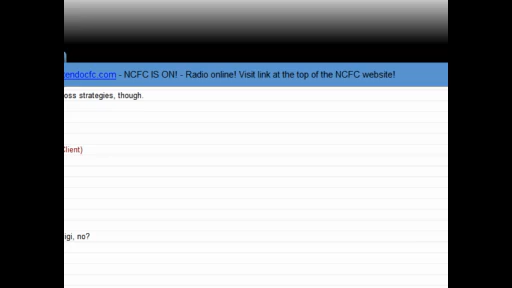 endocfc.com - NCFC IS ON! - Radio online! Visit link at the top of the NCFC website!
oss strategies, though.
Client)
igi, no?